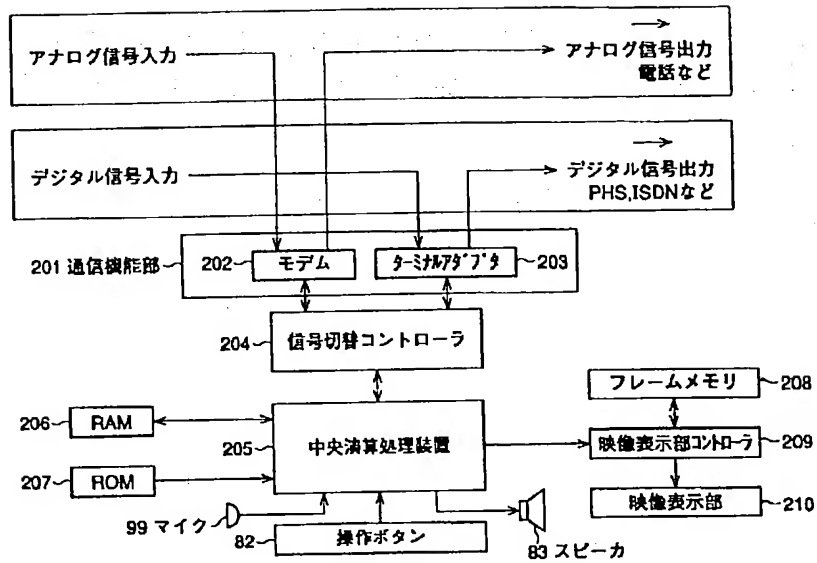 アナログ信号入力
アナログ信号出力
電話など
デジタル信号入力
デジタル信号出力
PHS,ISDNなど
201 通信機能部
202
モデム
ターミナルアダプタ
203
204
信号切替コントローラ
206
RAM
205
中央演算処理装置
フレームメモリ
208
映像表示部コントローラ
209
207
ROM
映像表示部
210
99 マイク
82
操作ボタン
83 スピーカ